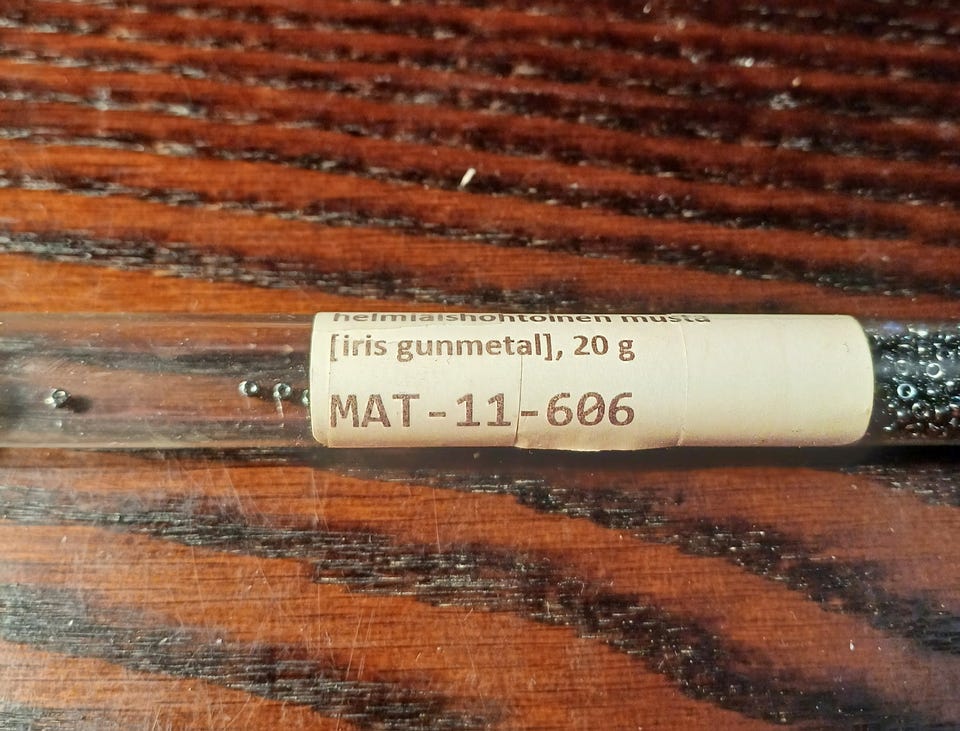 helmiäishohtoinen musta
[iris gunmetal], 20 g
MAT-11-606